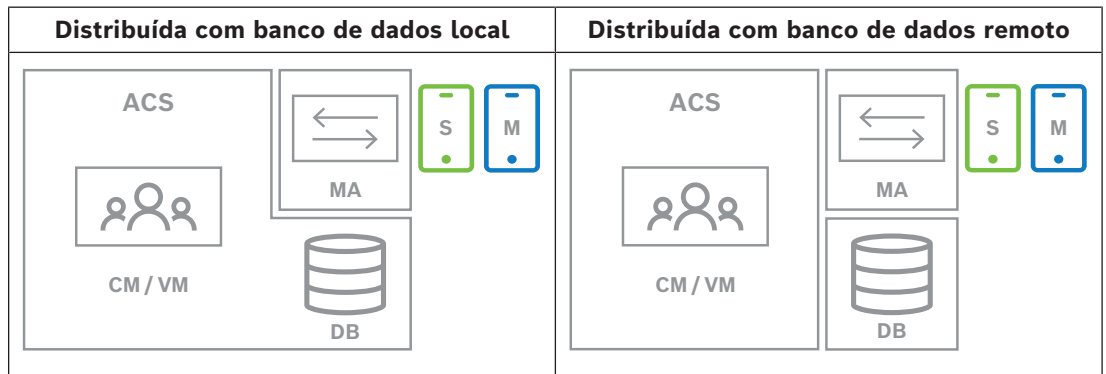 Distribuída com banco de dados local
Distribuída com banco de dados remoto
ACS
S
M
MA
CM / VM
DB
ACS
S
M
MA
CM / VM
DB